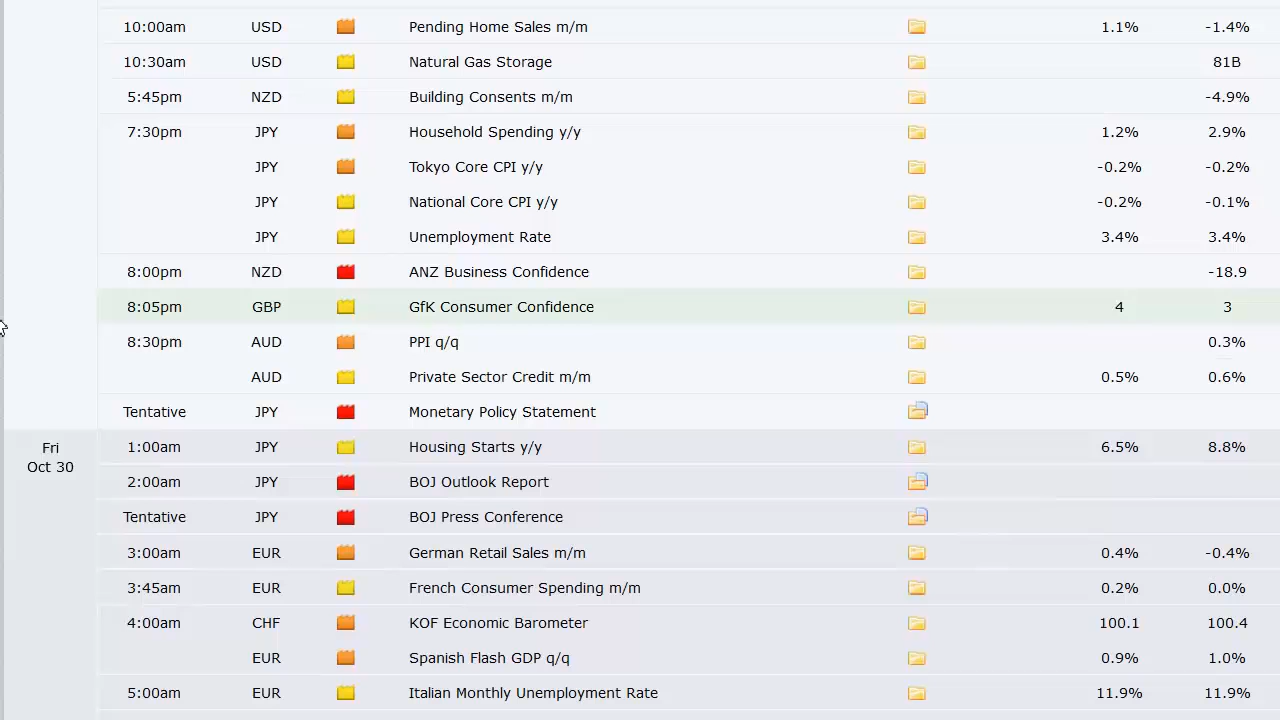 10:00am USD Pending Home Sales m/m 1.1% -1.4%
10:30am USD Natural Gas Storage 81B
5:45pm NZD Building Consents m/m -4.9%
7:30pm JPY Household Spending y/y 1.2% 2.9%
JPY Tokyo Core CPI y/y -0.2% -0.2%
JPY National Core CPI y/y -0.2% -0.1%
JPY Unemployment Rate 3.4% 3.4%
8:00pm NZD ANZ Business Confidence -18.9
8:05pm GBP GfK Consumer Confidence 4 3
8:30pm AUD PPI q/q 0.3%
AUD Private Sector Credit m/m 0.5% 0.6%
Tentative JPY Monetary Policy Statement
Fri 1:00am JPY Housing Starts y/y 6.5% 8.8%
Oct 30
2:00am JPY BOJ Outlook Report
Tentative JPY BOJ Press Conference
3:00am EUR German Retail Sales m/m 0.4% -0.4%
3:45am EUR French Consumer Spending m/m 0.2% 0.0%
4:00am CHF KOF Economic Barometer 100.1 100.4
EUR Spanish Flash GDP q/q 0.9% 1.0%
5:00am EUR Italian Monthly Unemployment Rate 11.9% 11.9%